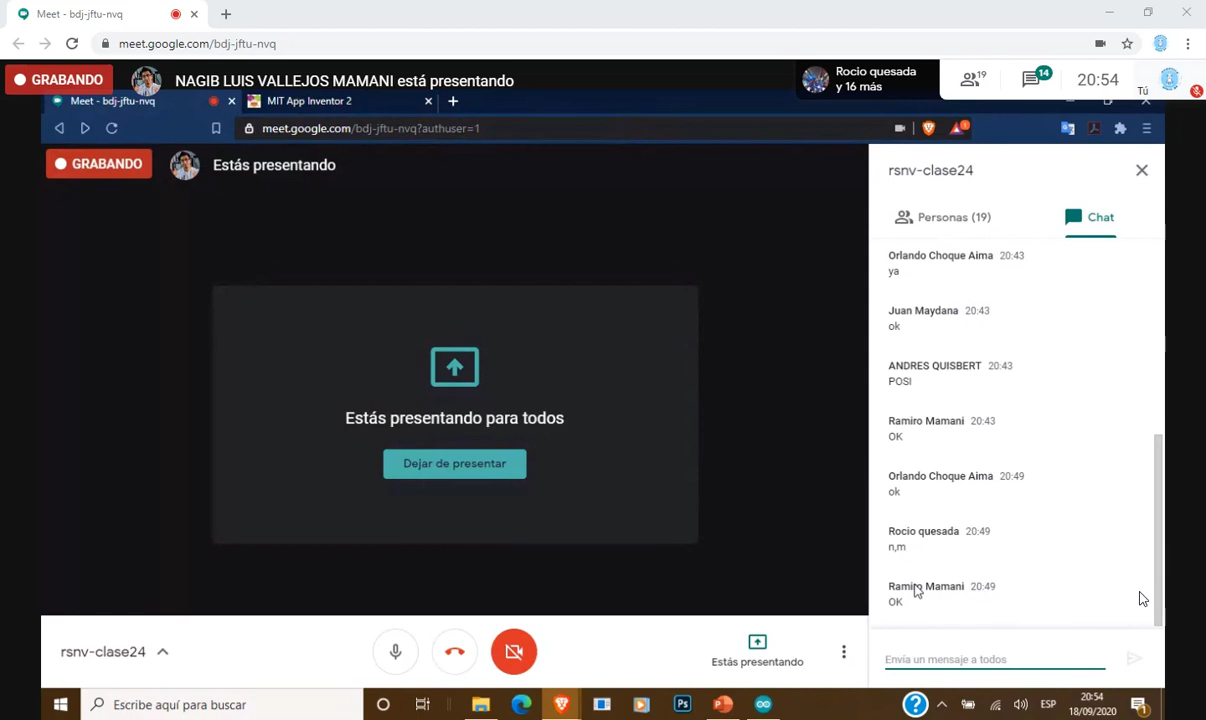 Meet - bdj-jftu-nvq
meet.google.com/bdj-jftu-nvq
GRABANDO
NAGIB LUIS VALLEJOS MAMANI está presentando
Rocio quesada
y 16 más
19
14
20:54
Tú
Meet - bdj-jftu-nvq
MIT App Inventor 2
meet.google.com/bdj-jftu-nvq?authuser=1
GRABANDO
Estás presentando
rsnv-clase24
Personas (19)
Chat
Orlando Choque Aima 20:43
ya
Juan Maydana 20:43
ok
ANDRES QUISBERT 20:43
POSI
Ramiro Mamani 20:43
OK
Orlando Choque Aima 20:49
ok
Rocio quesada 20:49
n,m
Ramiro Mamani 20:49
OK
Estás presentando para todos
Dejar de presentar
rsnv-clase24
Estás presentando
Envía un mensaje a todos
Escribe aquí para buscar
Ps
ESP
20:54
18/09/2020
1